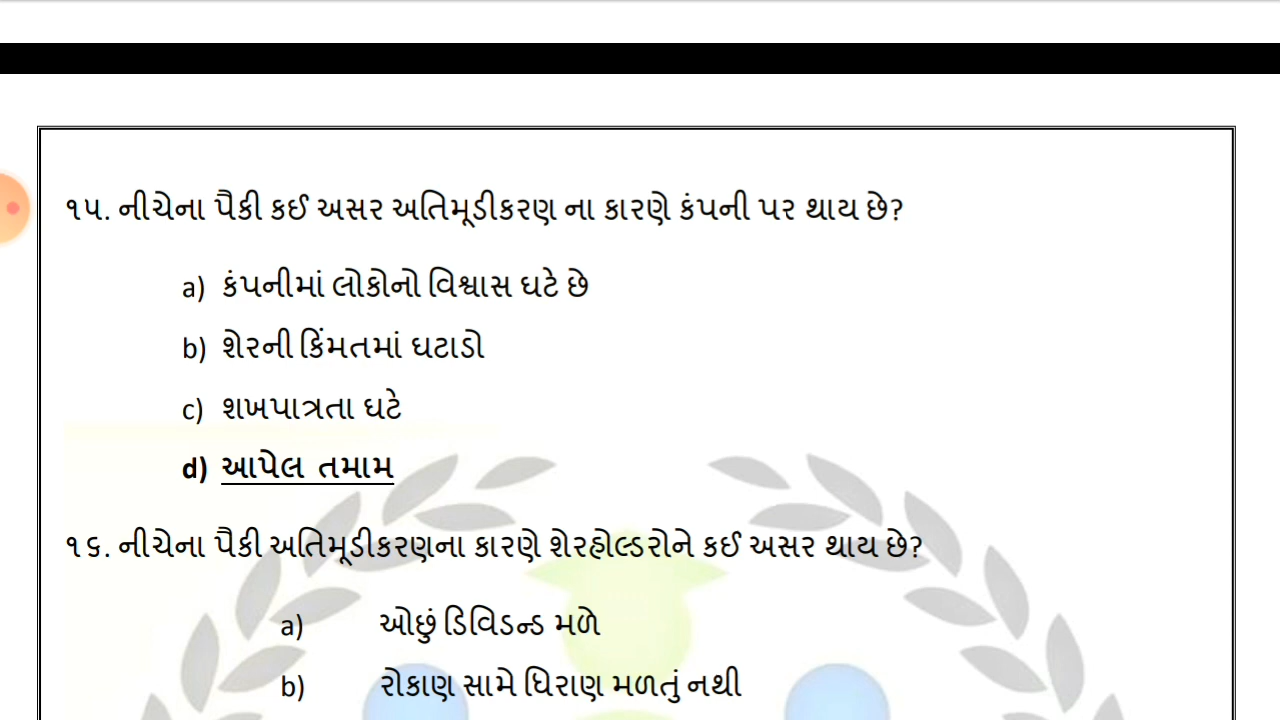 ૧૫. નીચેના પૈકી કઈ અસર અતિમૂડીકરણ ના કારણે કંપની પર થાય છે?
a) કંપનીમાં લોકોનો વિશ્વાસ ઘટે છે
b) શેરની કિંમતમાં ઘટાડો
c) શખપાત્રતા ઘટે
d) આપેલ તમામ
૧૬. નીચેના પૈકી અતિમૂડીકરણના કારણે શેરહોલ્ડરોને કઈ અસર થાય છે?
a) ઓછું ડિવિડન્ડ મળે
b) રોકાણ સામે ધિરાણ મળતું નથી